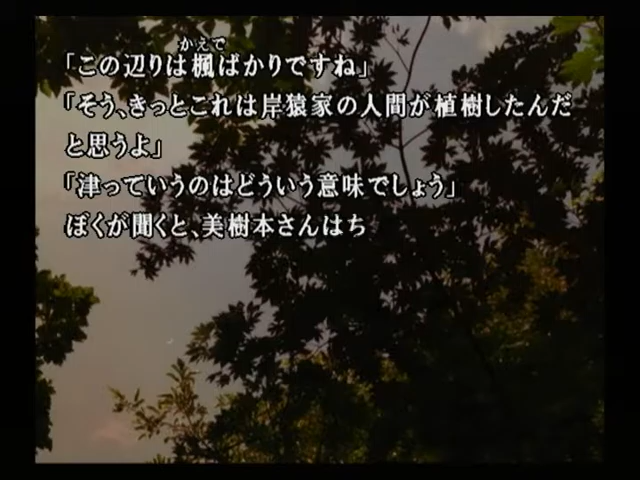 かえで
「この辺りは楓ばかりですね」
「そう、きっとこれは岸猿家の人間が植樹したんだ
と思うよ」
「津っていうのはどういう意味でしょう」
ぼくが聞くと、美樹本さんはち